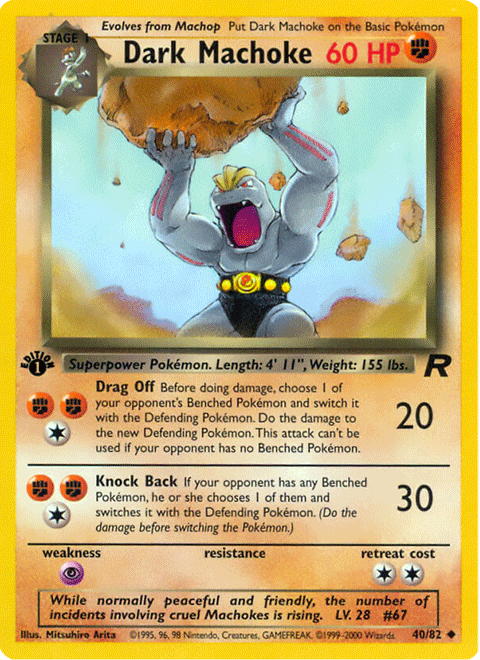 Evolves from Machop Put Dark Machoke on the Basic Pokémon
STAGE 1
Dark Machoke 60 HP
EDITION
1
Superpower Pokémon. Length: 4' 11", Weight: 155 lbs.
R
Drag Off Before doing damage, choose 1 of
your opponent's Benched Pokémon and switch it
with the Defending Pokémon. Do the damage to
the new Defending Pokémon. This attack can't be
used if your opponent has no Benched Pokémon.
20
Knock Back If your opponent has any Benched
Pokémon, he or she chooses 1 of them and
switches it with the Defending Pokémon. (Do the
damage before switching the Pokémon.)
30
weakness resistance retreat cost
While normally peaceful and friendly, the number of
incidents involving cruel Machokes is rising. LV. 28 #67
Illus. Mitsuhiro Arita ©1995, 96, 98 Nintendo, Creatures, GAMEFREAK. ©1999-2000 Wizards. 40/82